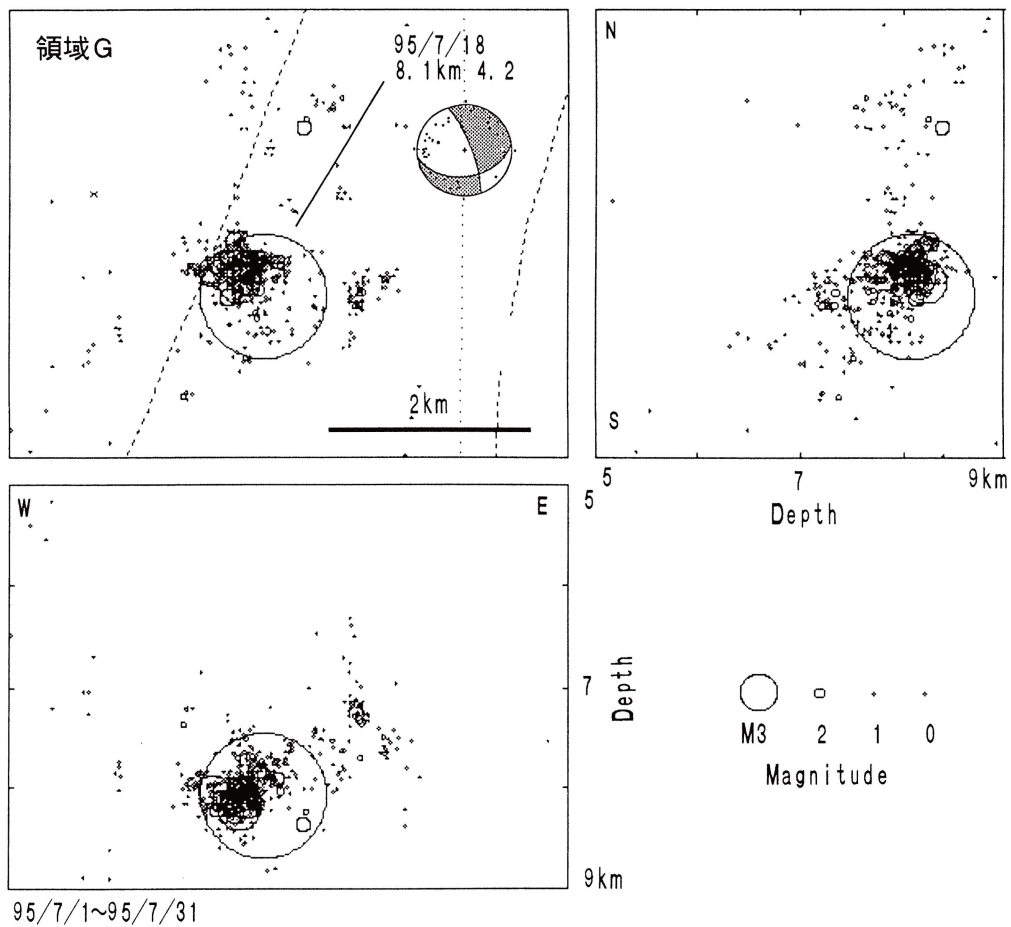 領域G
95/7/18
8.1km 4.2
2km
N
S
5 7 9km
Depth
W E
5
7
9km
Depth
M3 2 1 0
Magnitude
95/7/1~95/7/31